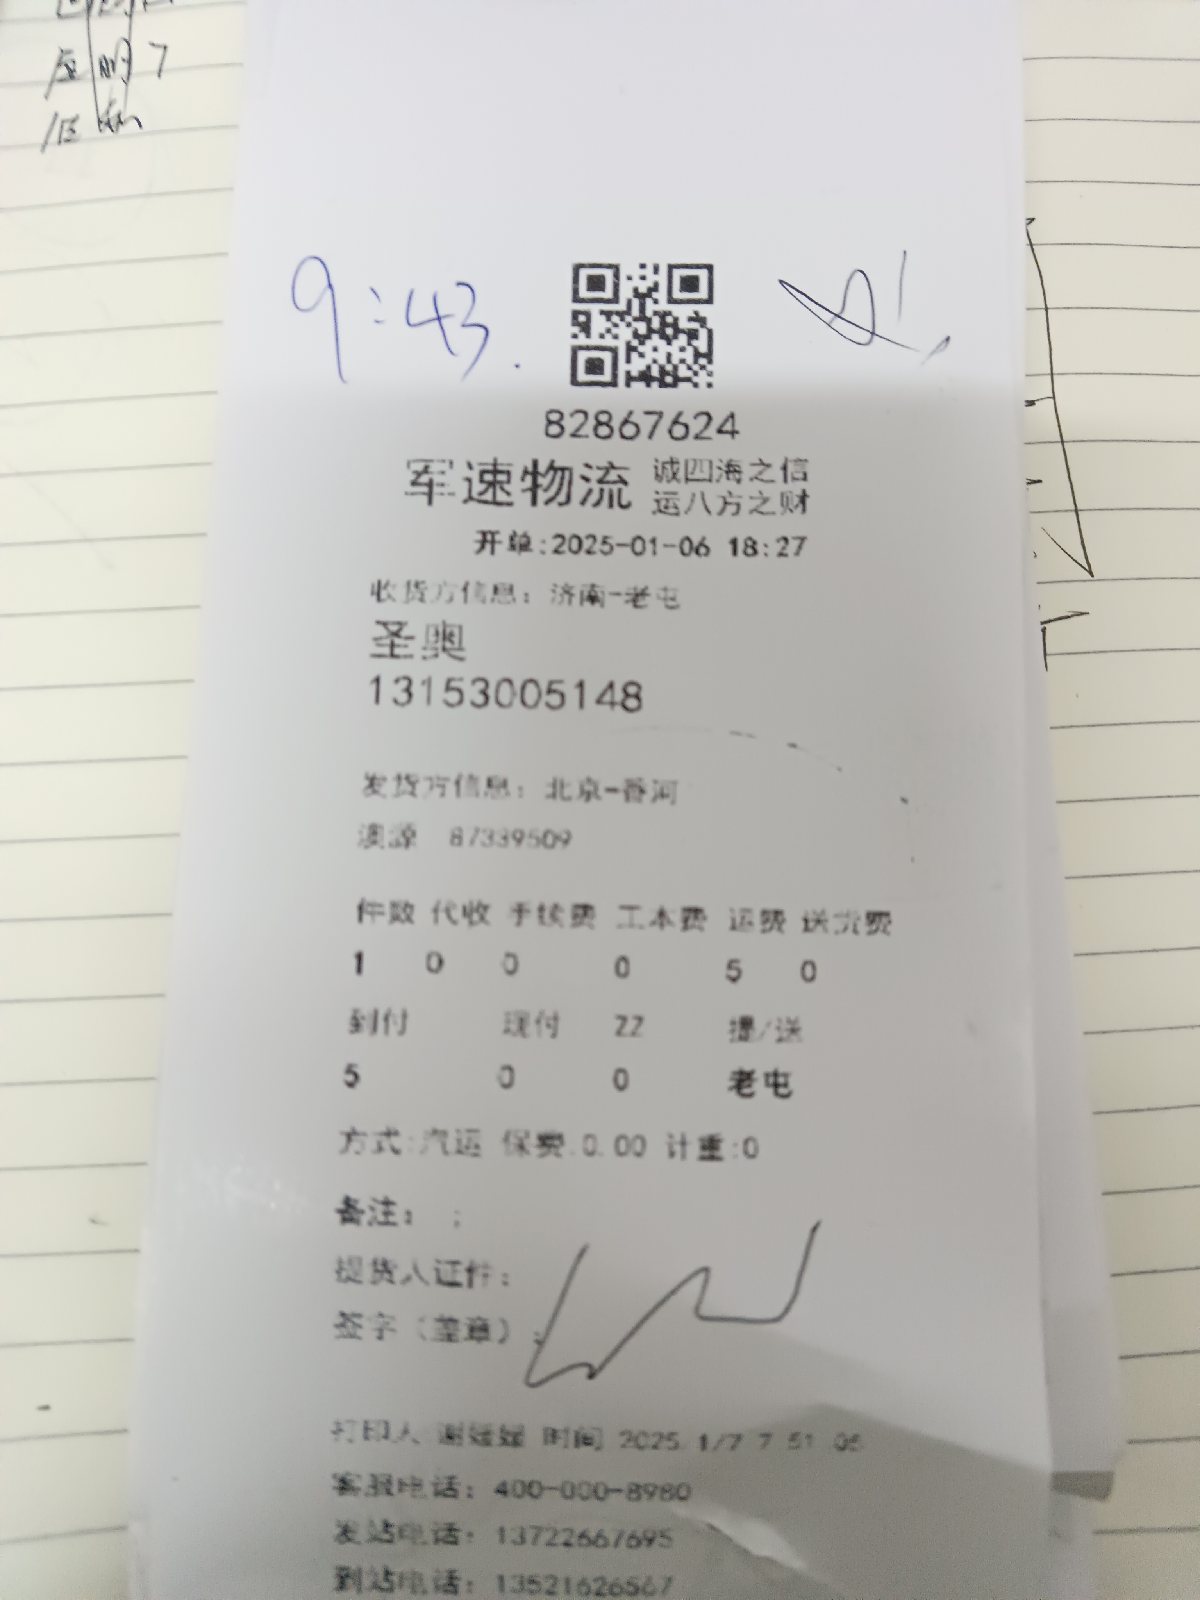 9:43.
82867624
军速物流 诚四海之信
运八方之财
开单:2025-01-06 18:27
收货方信息: 济南-老屯
圣奥
13153005148
发货方信息: 北京-香河
澳源 87339509
件数 代收 手续费 工本费 运费 送货费
1 0 0 0 5 0
到付 现付 ZZ 提/送
5 0 0 老屯
方式:汽运 保费:0.00 计重:0
备注: ;
提货人证件:
签字(盖章):
打印人 谢媛媛 时间 2025/1/7 7:51:05
客服电话: 400-000-8980
发站电话: 13722667695
到站电话: 13521626567